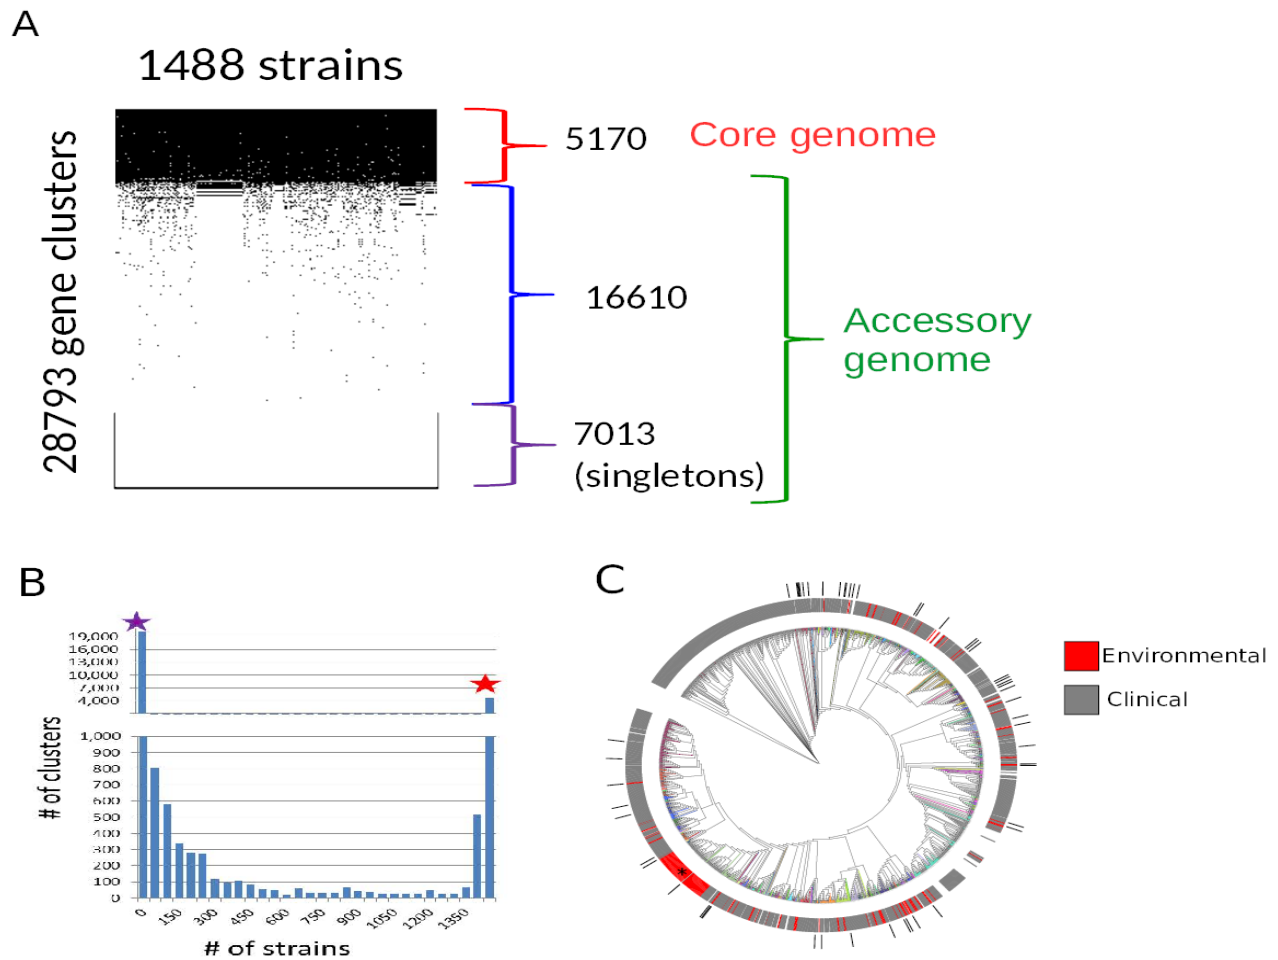 A
1488 strains
28793 gene clusters
5170
Core genome
16610
Accessory
genome
7013
(singletons)
B
19,000
16,000
13,000
10,000
7,000
4,000
1,000
900
800
700
600
500
400
300
200
100
0
# of clusters
0 150 300 450 600 750 900 1050 1200 1350
# of strains
C
*
Environmental
Clinical